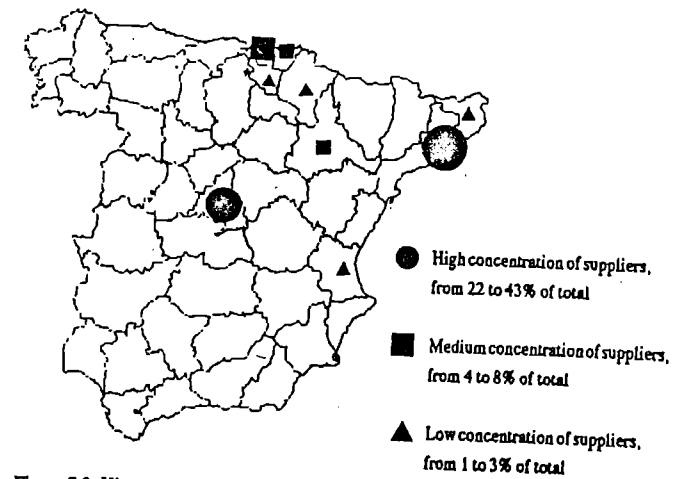 High concentration of suppliers,
from 22 to 43% of total
Medium concentration of suppliers,
from 4 to 8% of total
Low concentration of suppliers,
from 1 to 3% of total